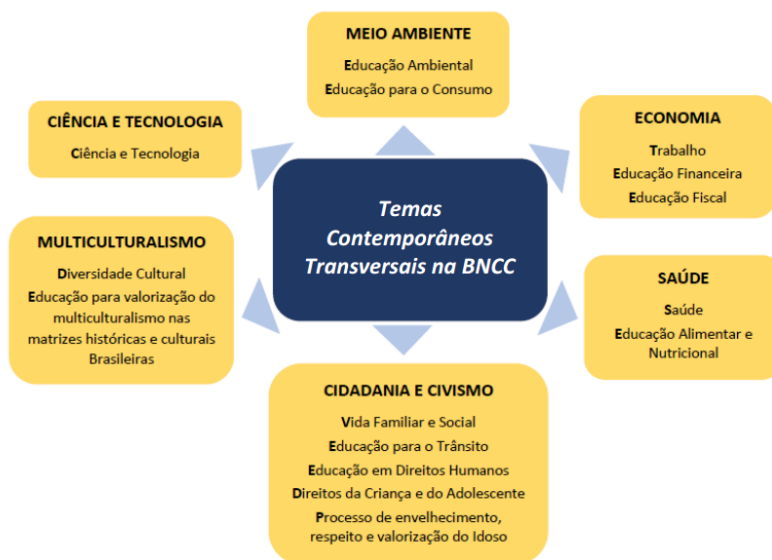 MEIO AMBIENTE
Educação Ambiental
Educação para o Consumo
CIÊNCIA E TECNOLOGIA
Ciência e Tecnologia
ECONOMIA
Trabalho
Educação Financeira
Educação Fiscal
Temas
Contemporâneos
Transversais na BNCC
MULTICULTURALISMO
Diversidade Cultural
Educação para valorização do
multiculturalismo nas
matrizes históricas e culturais
Brasileiras
SAÚDE
Saúde
Educação Alimentar e
Nutricional
CIDADANIA E CIVISMO
Vida Familiar e Social
Educação para o Trânsito
Educação em Direitos Humanos
Direitos da Criança e do Adolescente
Processo de envelhecimento,
respeito e valorização do Idoso